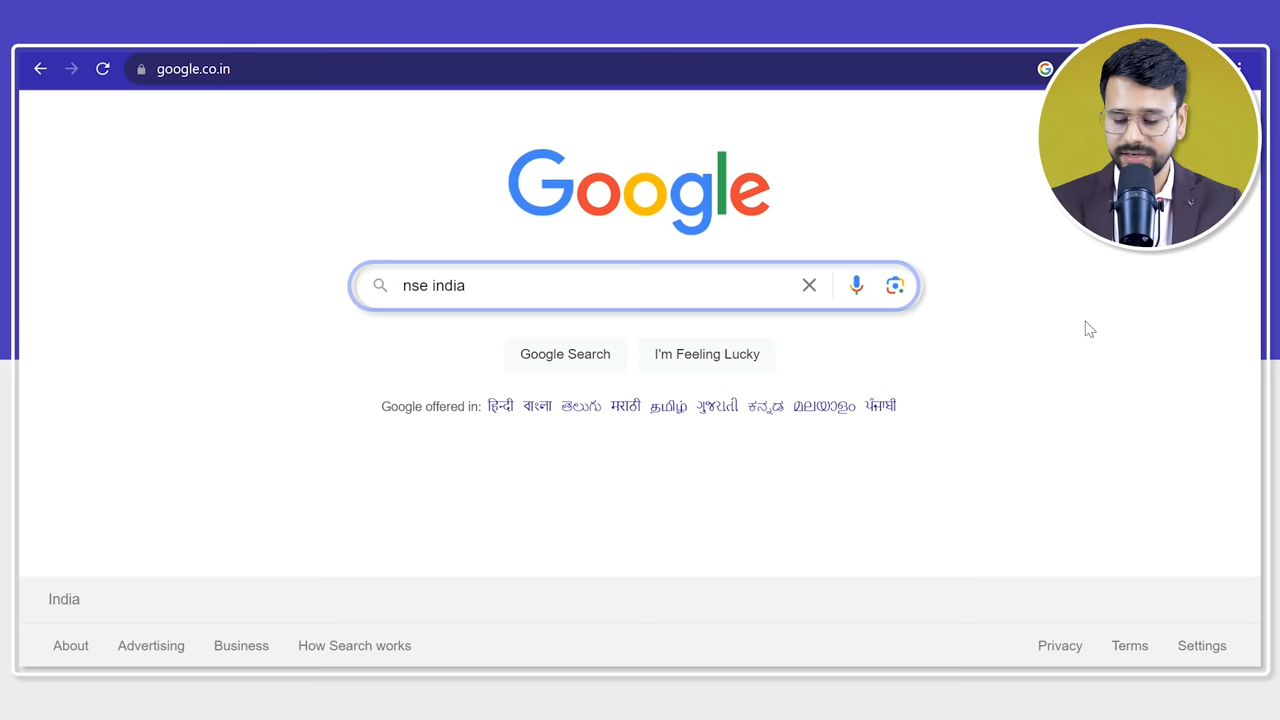 google.co.in
Google
nse india
Google Search I'm Feeling Lucky
Google offered in: हिन्दी বাংলা తెలుగు मराठी தமிழ் ગુજરાતી ಕನ್ನಡ മലയാളം ਪੰਜਾਬੀ
India
About Advertising Business How Search works Privacy Terms Settings